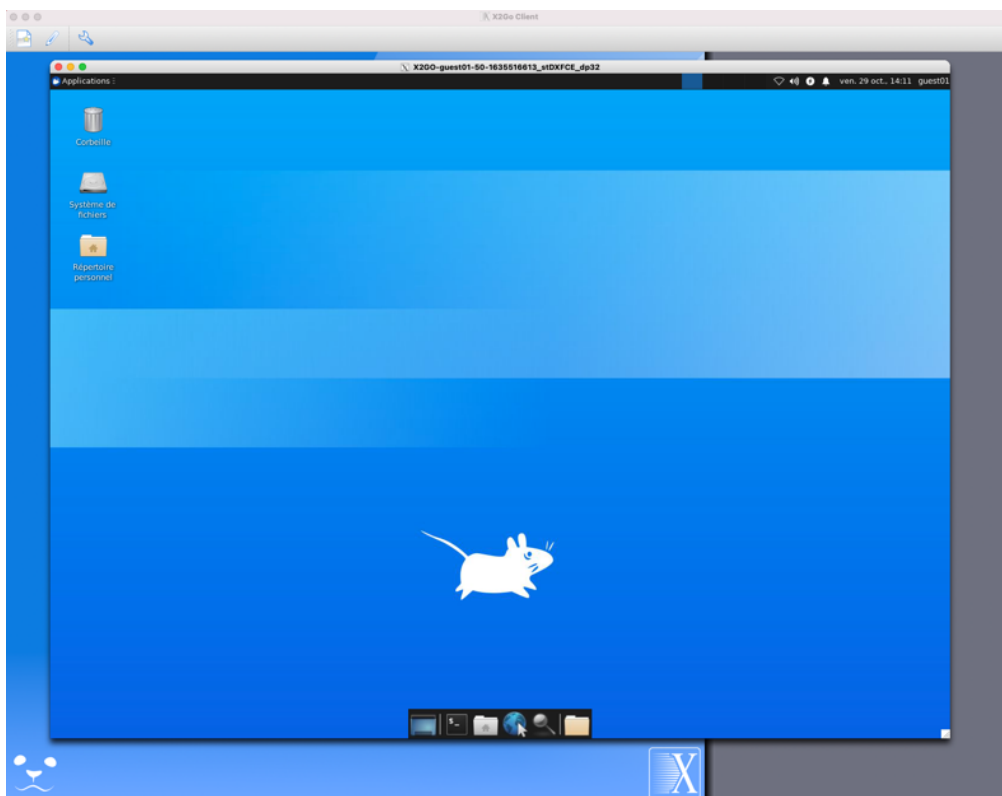 X2Go Client
X2GO-guest01-50-1635516613_stDXFCE_dp32
Applications
ven. 29 oct., 14:11 guest01
Corbeille
Système de
fichiers
Répertoire
personnel
$_
X